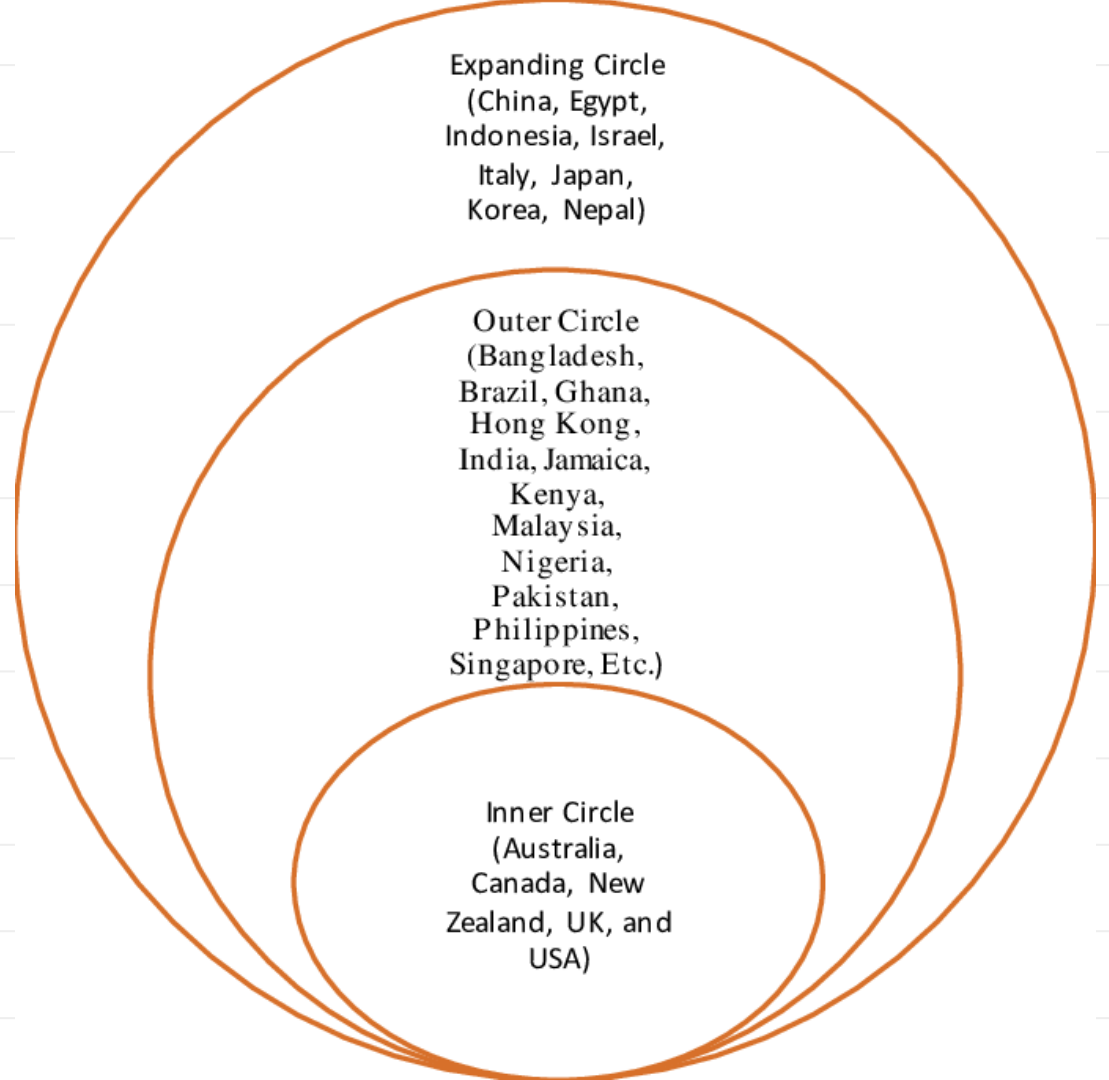 Expanding Circle
(China, Egypt,
Indonesia, Israel,
Italy, Japan,
Korea, Nepal)
Outer Circle
(Bangladesh,
Brazil, Ghana,
Hong Kong,
India, Jamaica,
Kenya,
Malaysia,
Nigeria,
Pakistan,
Philippines,
Singapore, Etc.)
Inner Circle
(Australia,
Canada, New
Zealand, UK, and
USA)